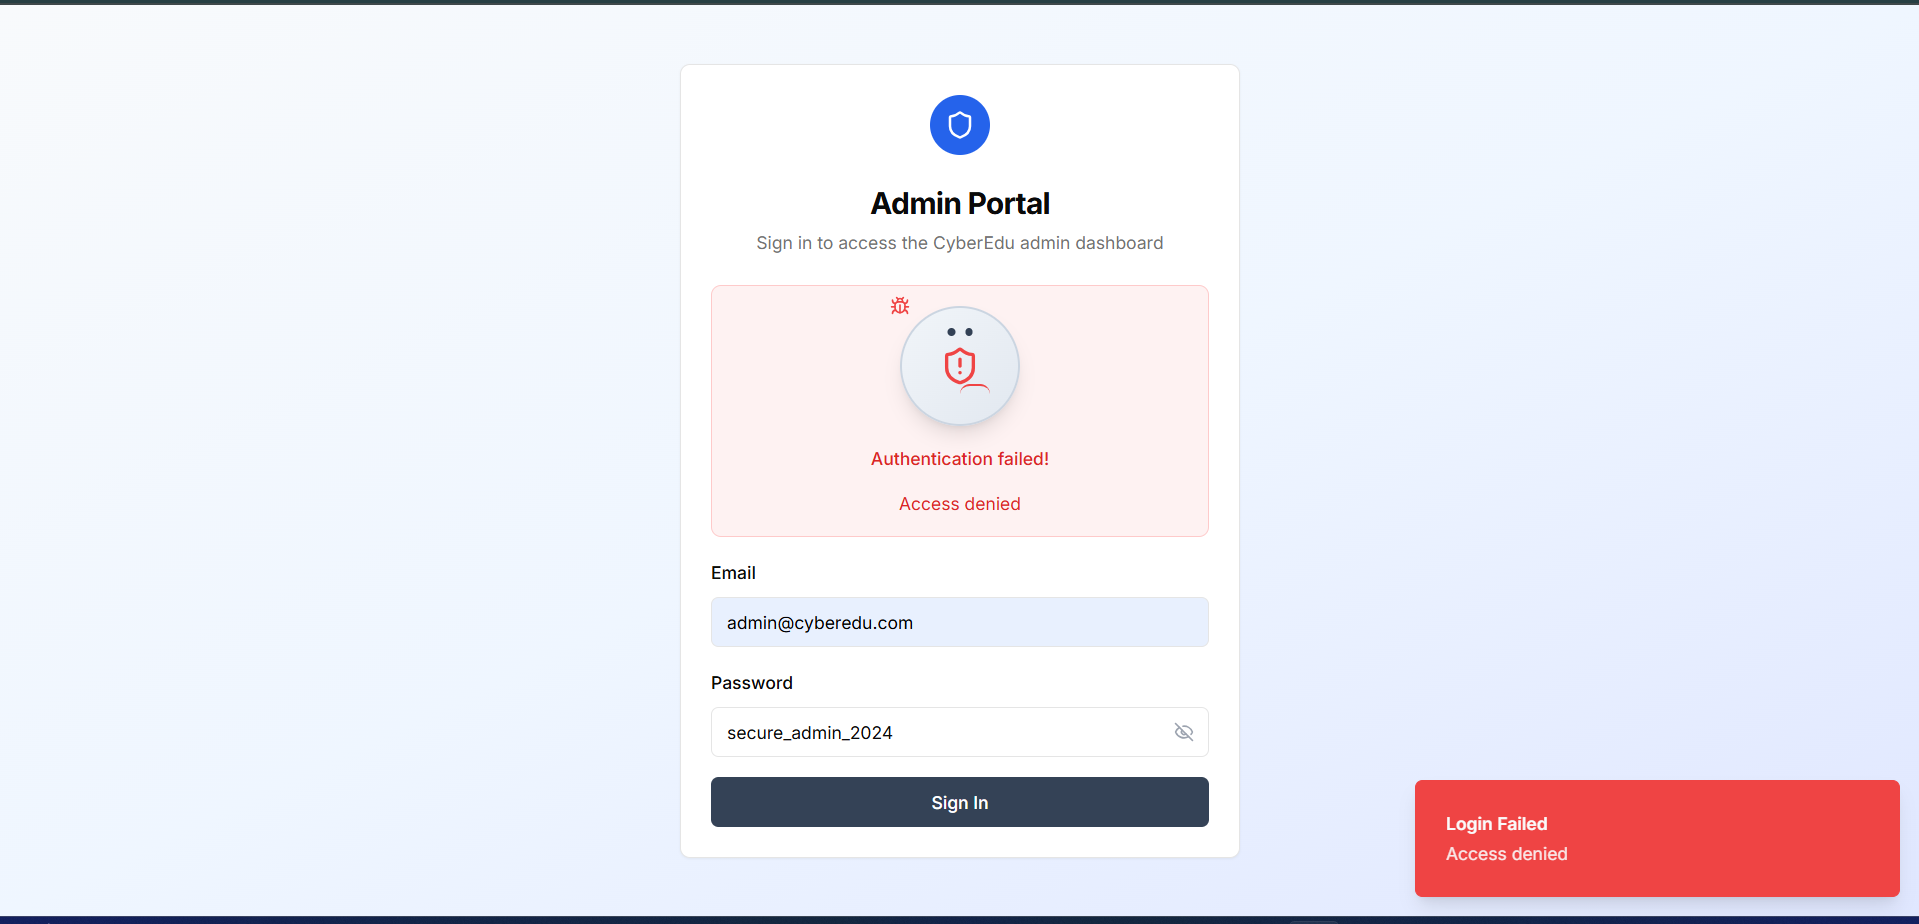 Admin Portal
Sign in to access the CyberEdu admin dashboard
Authentication failed!
Access denied
Email
admin@cyberedu.com
Password
secure_admin_2024
Sign In
Login Failed
Access denied